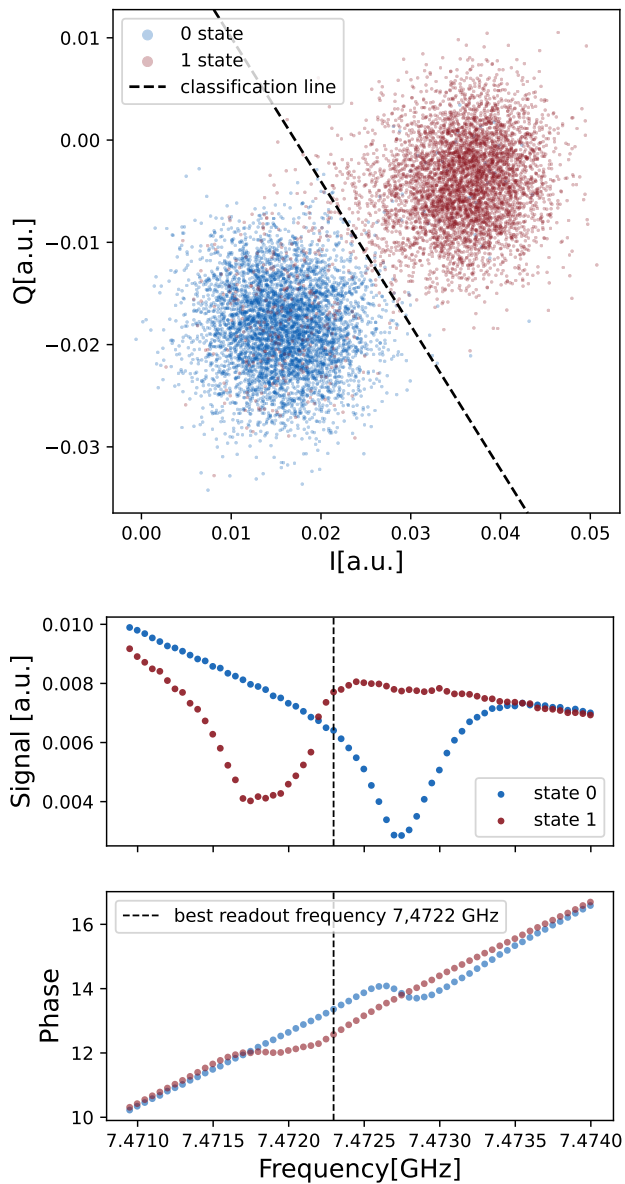 0.01
0.00
−0.01
−0.02
−0.03
Q[a.u.]
0 state
1 state
classification line
0.00 0.01 0.02 0.03 0.04 0.05
I[a.u.]
0.010
0.008
0.006
0.004
Signal [a.u.]
state 0
state 1
16
14
12
10
Phase
best readout frequency 7,4722 GHz
7.4710 7.4715 7.4720 7.4725 7.4730 7.4735 7.4740
Frequency[GHz]